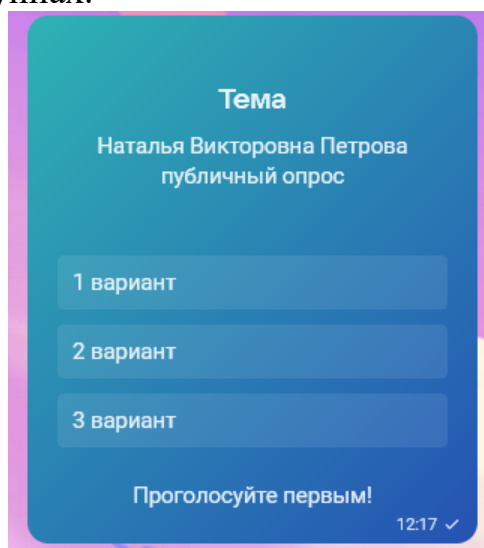 Тема
Наталья Викторовна Петрова
публичный опрос
1 вариант
2 вариант
3 вариант
Проголосуйте первым!
12:17